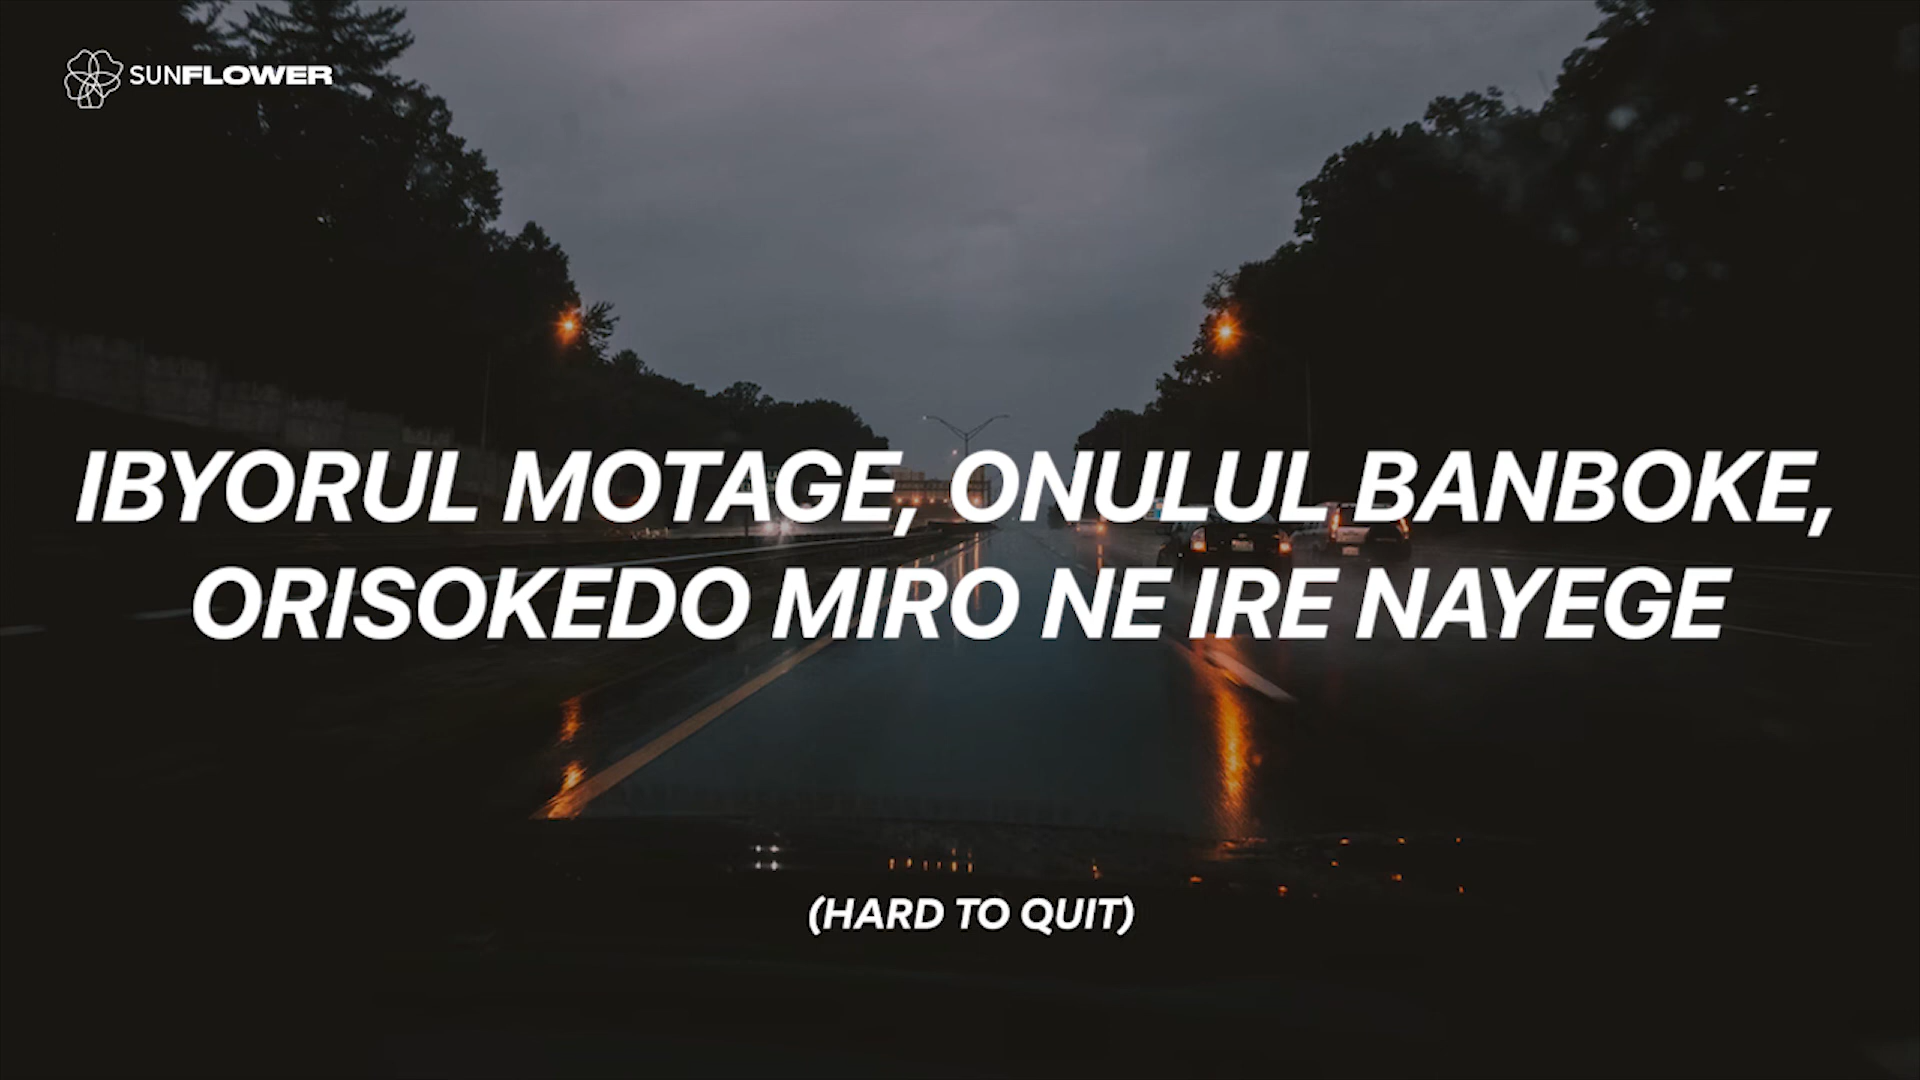 SUNFLOWER
IBYORUL MOTAGE, ONULUL BANBOKE,
ORISOKEDO MIRO NE IRE NAYEGE
(HARD TO QUIT)